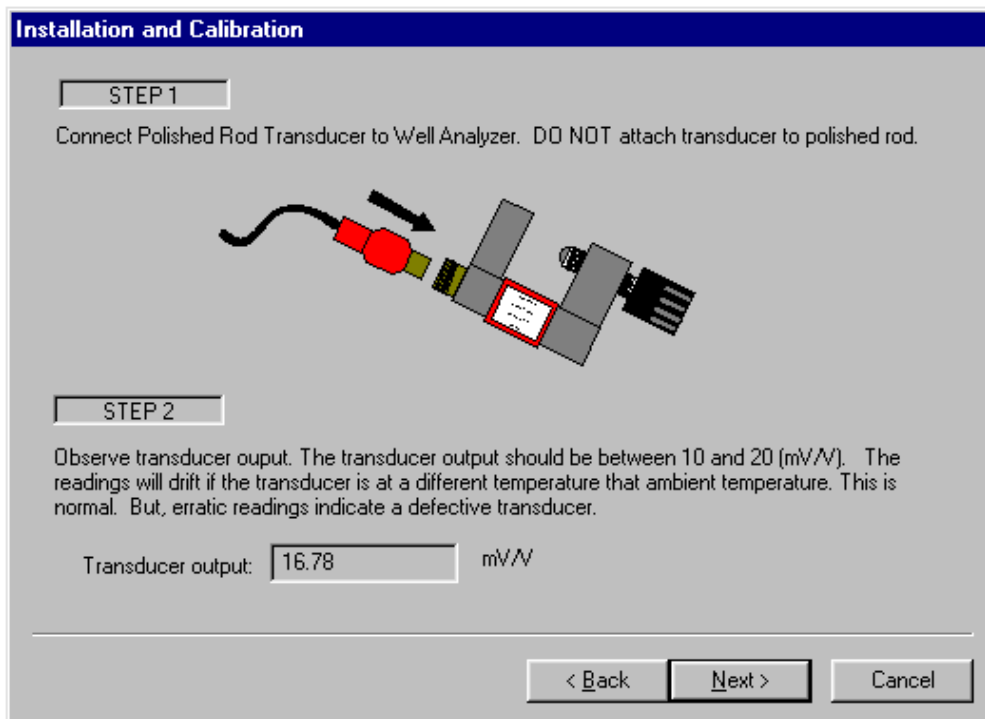 Installation and Calibration
STEP 1
Connect Polished Rod Transducer to Well Analyzer.  DO NOT attach transducer to polished rod.
STEP 2
Observe transducer ouput. The transducer output should be between 10 and 20 (mV/V).   The
readings will drift if the transducer is at a different temperature that ambient temperature. This is
normal.  But, erratic readings indicate a defective transducer.
Transducer output: 16.78 mV/V
< Back Next > Cancel